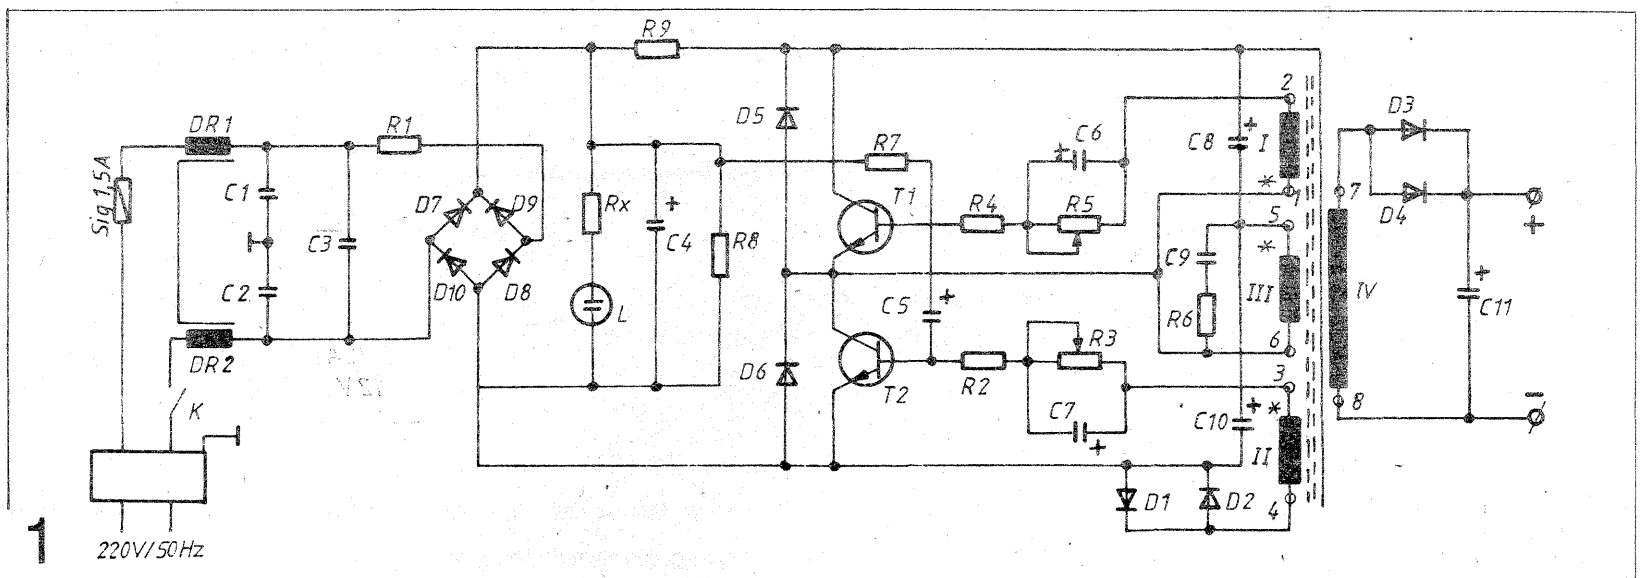 R9
2
D3
DR1
R1
D5
C6
+
C8
+
I
R7
Sig 1,5A
C1
D7
D9
Rx
+
*
1
7
D4
+
T1
R4
R5
5
*
C3
C4
R8
C9
C2
D10
D8
L
C5
+
R6
III
IV
+
C11
6
DR2
D6
T2
R2
R3
3
8
-
K
C7
+
C10
+
*
II
4
D1
D2
1
220V/50Hz